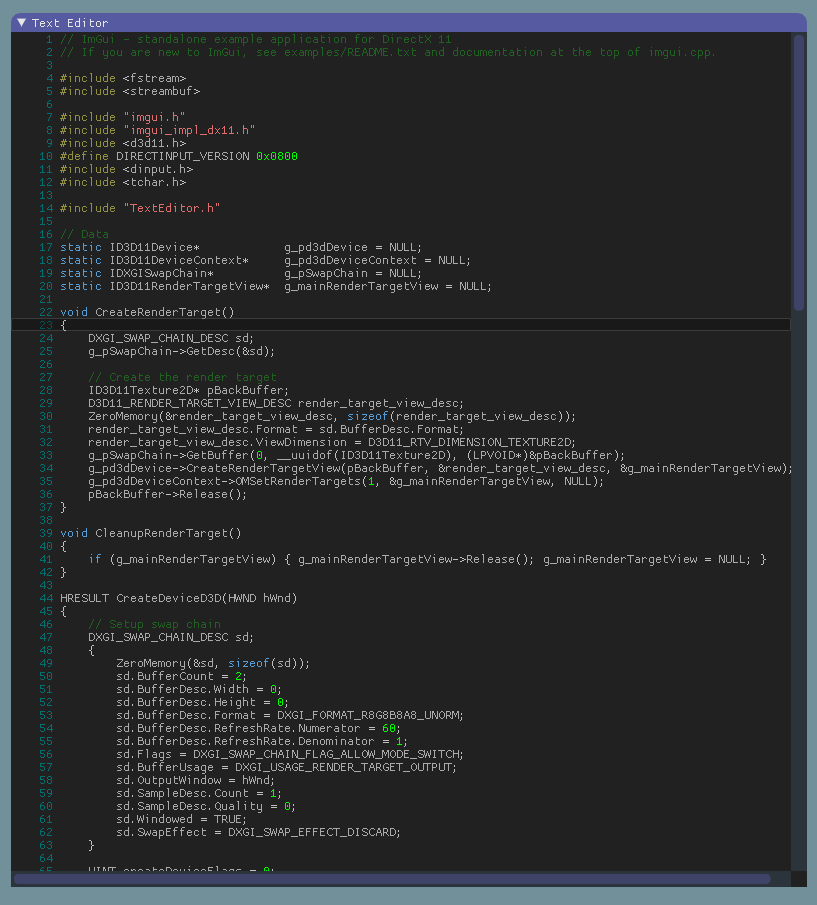 Text Editor
1 // ImGui - standalone example application for DirectX 11
2 // If you are new to ImGui, see examples/README.txt and documentation at the top of imgui.cpp.
3
4 #include <fstream>
5 #include <streambuf>
6
7 #include "imgui.h"
8 #include "imgui_impl_dx11.h"
9 #include <d3d11.h>
10 #define DIRECTINPUT_VERSION 0x0800
11 #include <dinput.h>
12 #include <tchar.h>
13
14 #include "TextEditor.h"
15
16 // Data
17 static ID3D11Device*            g_pd3dDevice = NULL;
18 static ID3D11DeviceContext*     g_pd3dDeviceContext = NULL;
19 static IDXGISwapChain*          g_pSwapChain = NULL;
20 static ID3D11RenderTargetView*  g_mainRenderTargetView = NULL;
21
22 void CreateRenderTarget()
23 {
24     DXGI_SWAP_CHAIN_DESC sd;
25     g_pSwapChain->GetDesc(&sd);
26
27     // Create the render target
28     ID3D11Texture2D* pBackBuffer;
29     D3D11_RENDER_TARGET_VIEW_DESC render_target_view_desc;
30     ZeroMemory(&render_target_view_desc, sizeof(render_target_view_desc));
31     render_target_view_desc.Format = sd.BufferDesc.Format;
32     render_target_view_desc.ViewDimension = D3D11_RTV_DIMENSION_TEXTURE2D;
33     g_pSwapChain->GetBuffer(0, __uuidof(ID3D11Texture2D), (LPVOID*)&pBackBuffer);
34     g_pd3dDevice->CreateRenderTargetView(pBackBuffer, &render_target_view_desc, &g_mainRenderTargetView);
35     g_pd3dDeviceContext->OMSetRenderTargets(1, &g_mainRenderTargetView, NULL);
36     pBackBuffer->Release();
37 }
38
39 void CleanupRenderTarget()
40 {
41     if (g_mainRenderTargetView) { g_mainRenderTargetView->Release(); g_mainRenderTargetView = NULL; }
42 }
43
44 HRESULT CreateDeviceD3D(HWND hWnd)
45 {
46     // Setup swap chain
47     DXGI_SWAP_CHAIN_DESC sd;
48     {
49         ZeroMemory(&sd, sizeof(sd));
50         sd.BufferCount = 2;
51         sd.BufferDesc.Width = 0;
52         sd.BufferDesc.Height = 0;
53         sd.BufferDesc.Format = DXGI_FORMAT_R8G8B8A8_UNORM;
54         sd.BufferDesc.RefreshRate.Numerator = 60;
55         sd.BufferDesc.RefreshRate.Denominator = 1;
56         sd.Flags = DXGI_SWAP_CHAIN_FLAG_ALLOW_MODE_SWITCH;
57         sd.BufferUsage = DXGI_USAGE_RENDER_TARGET_OUTPUT;
58         sd.OutputWindow = hWnd;
59         sd.SampleDesc.Count = 1;
60         sd.SampleDesc.Quality = 0;
61         sd.Windowed = TRUE;
62         sd.SwapEffect = DXGI_SWAP_EFFECT_DISCARD;
63     }
64
65     UINT createDeviceFlags = 0;